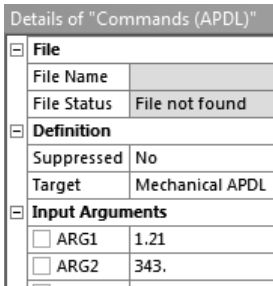 Details of "Commands (APDL)"
File
File Name
File Status File not found
Definition
Suppressed No
Target Mechanical APDL
Input Arguments
ARG1 1.21
ARG2 343.